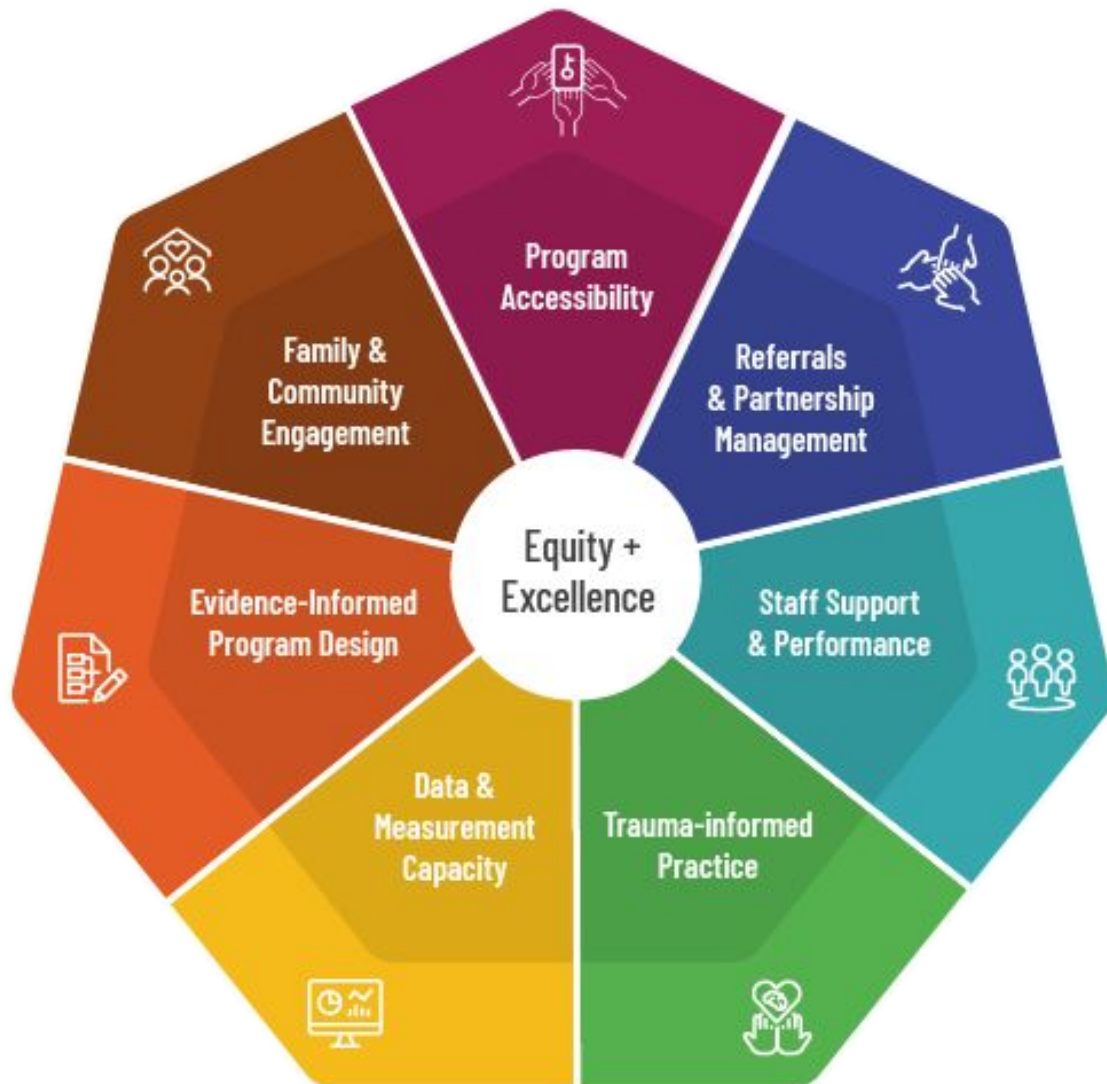 Program
Accessibility
Referrals
& Partnership
Management
Staff Support
& Performance
Trauma-informed
Practice
Data &
Measurement
Capacity
Evidence-Informed
Program Design
Family &
Community
Engagement
Equity +
Excellence